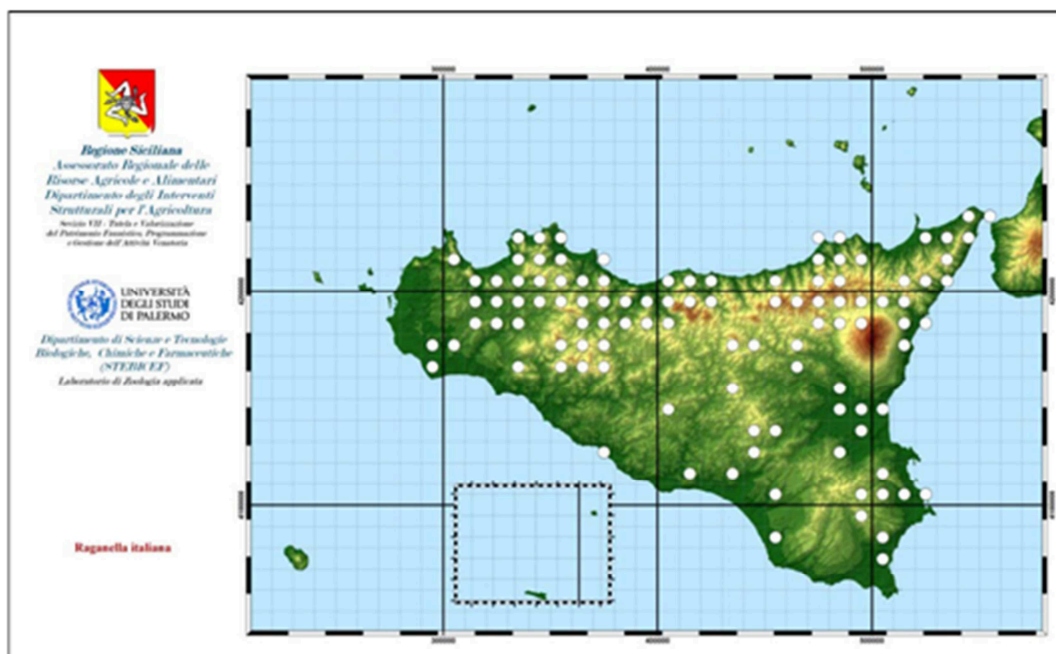 Regione Siciliana
Assessorato Regionale delle
Risorse Agricole e Alimentari
Dipartimento degli Interventi
Strutturali per l'Agricoltura
Servizio VII - Tutela e Valorizzazione
del Patrimonio Faunistico, Programmazione
e Gestione dell'Attività Venatoria
UNIVERSITÀ
DEGLI STUDI
DI PALERMO
Dipartimento di Scienze e Tecnologie
Biologiche, Chimiche e Farmaceutiche
(STEBICEF)
Laboratorio di Zoologia applicata
Raganella italiana